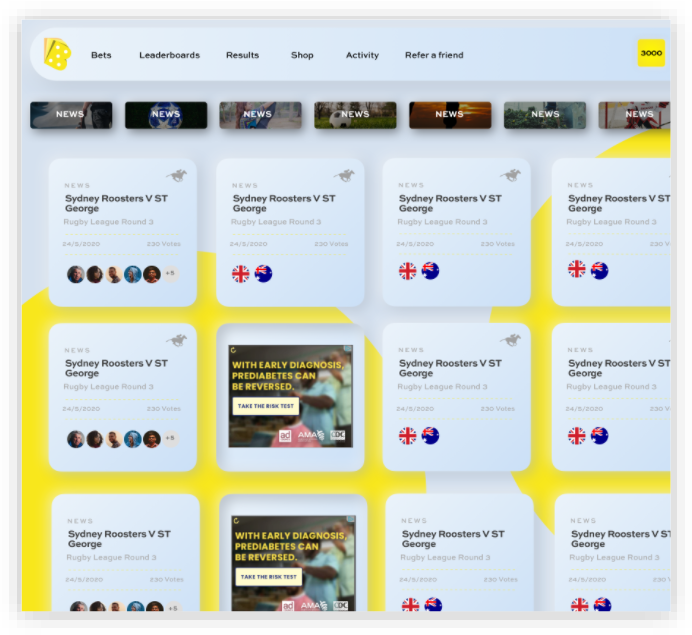 Bets Leaderboards Results Shop Activity Refer a friend 3000
NEWS NEWS NEWS NEWS NEWS NEWS NEWS
NEWS
Sydney Roosters V ST
George
Rugby League Round 3
24/5/2020 230 Votes
+5
NEWS
Sydney Roosters V ST
George
Rugby League Round 3
24/5/2020 230 Votes
NEWS
Sydney Roosters V ST
George
Rugby League Round 3
24/5/2020 230 Votes
NEWS
Sydney Roosters V ST
George
Rugby League Round 3
24/5/2020 230 V
NEWS
Sydney Roosters V ST
George
Rugby League Round 3
24/5/2020 230 Votes
+5
WITH EARLY DIAGNOSIS,
PREDIABETES CAN
BE REVERSED.
TAKE THE RISK TEST
ad AMA CDC
NEWS
Sydney Roosters V ST
George
Rugby League Round 3
24/5/2020 230 Votes
NEWS
Sydney Roosters V ST
George
Rugby League Round 3
24/5/2020 230 V
NEWS
Sydney Roosters V ST
George
Rugby League Round 3
24/5/2020 230 Votes
+5
WITH EARLY DIAGNOSIS,
PREDIABETES CAN
BE REVERSED.
TAKE THE RISK TEST
ad AMA CDC
NEWS
Sydney Roosters V ST
George
Rugby League Round 3
24/5/2020 230 Votes
NEWS
Sydney Roosters V ST
George
Rugby League Round 3
24/5/2020 230 V